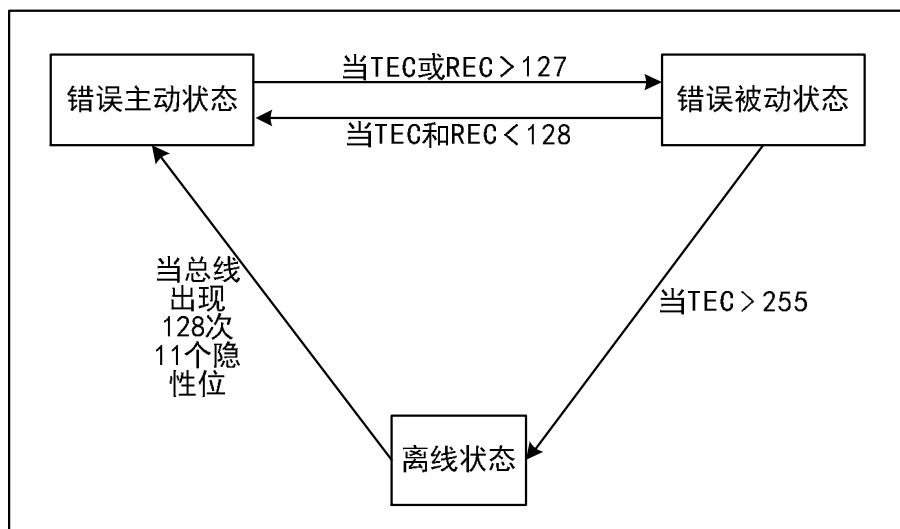 当TEC或REC＞127
错误主动状态
错误被动状态
当TEC和REC＜128
当总线
出现
128次
11个隐
性位
当TEC＞255
离线状态